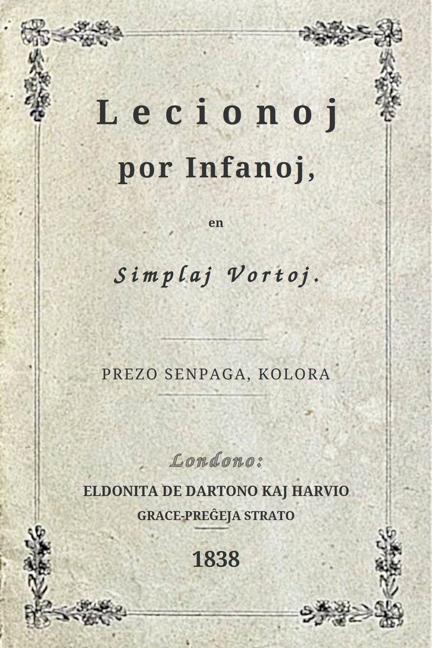 Lecionoj
por Infanoj,
en
Simplaj Vortoj.
PREZO SENPAGA, KOLORA
Londono:
ELDONITA DE DARTONO KAJ HARVIO
GRACE-PREĜEJA STRATO
1838